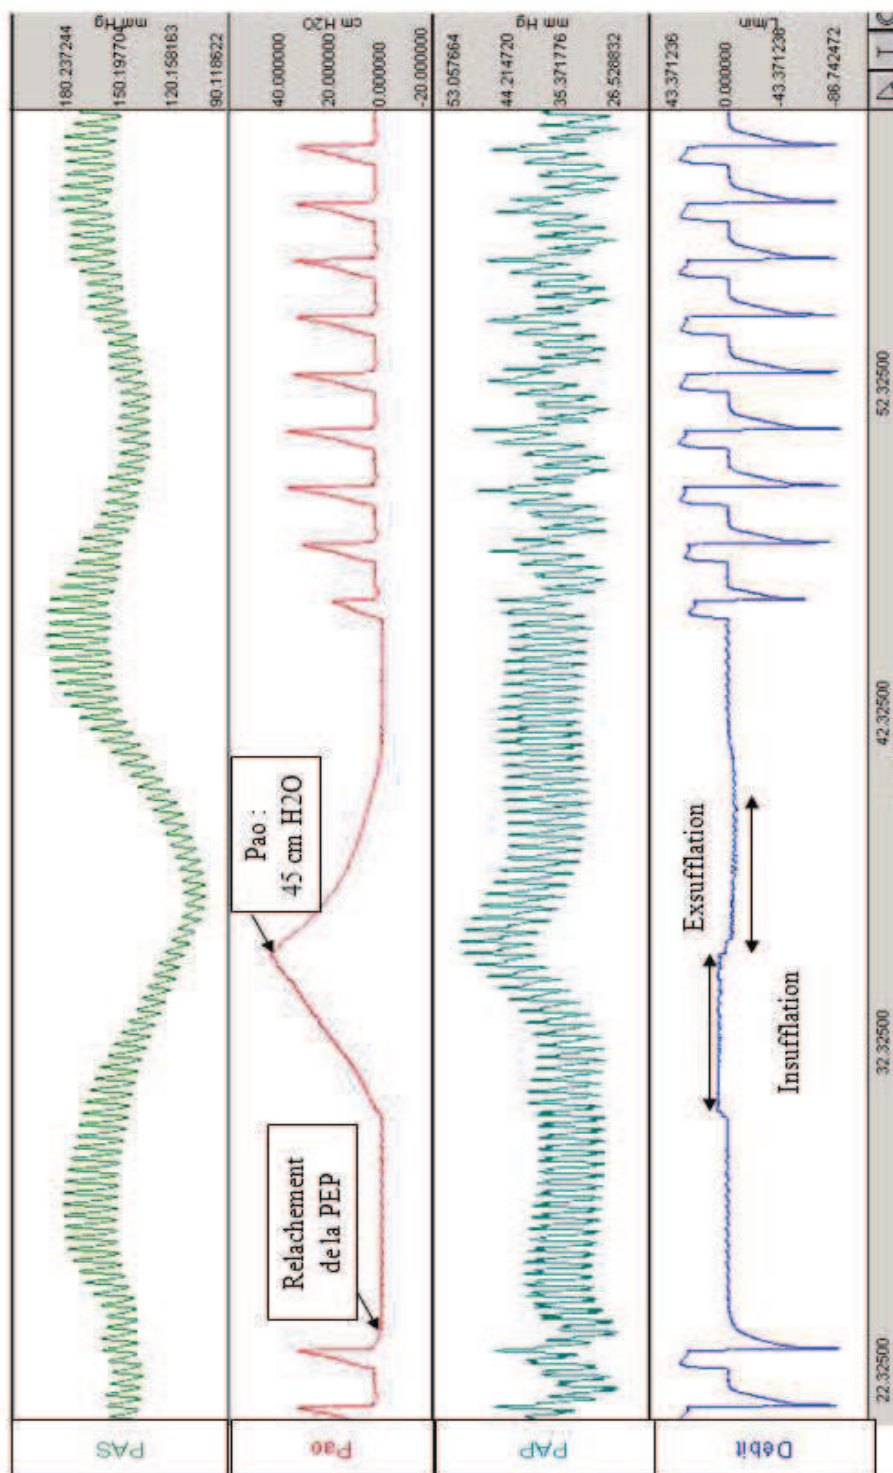 PAS
180.237244
150.197704
120.158163
90.118622
mm Hg
Pao
40.000000
20.000000
0.000000
-20.000000
cm H2O
Relachement
de la PEP
Pao :
45 cm H2O
PAP
53.057664
44.214720
35.371776
26.528832
mm Hg
Débit
43.371236
0.000000
-43.371236
-86.742472
L/min
Exsufflation
Insufflation
22.32500
32.32500
42.32500
52.32500